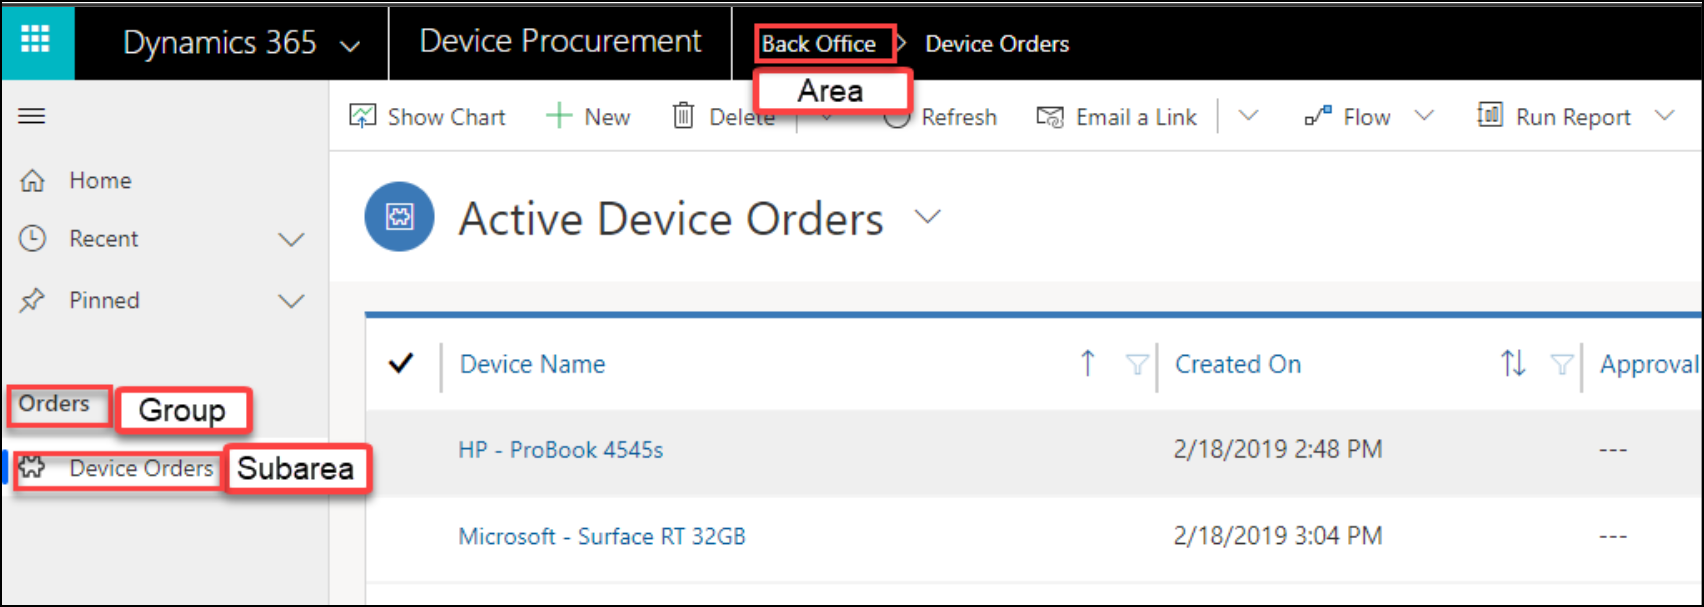 Dynamics 365 Device Procurement Back Office > Device Orders
Area
Show Chart New Delete Refresh Email a Link Flow Run Report
Home
Recent
Pinned
Active Device Orders
Device Name Created On Approval
Orders Group
HP - ProBook 4545s 2/18/2019 2:48 PM ---
Device Orders Subarea
Microsoft - Surface RT 32GB 2/18/2019 3:04 PM ---